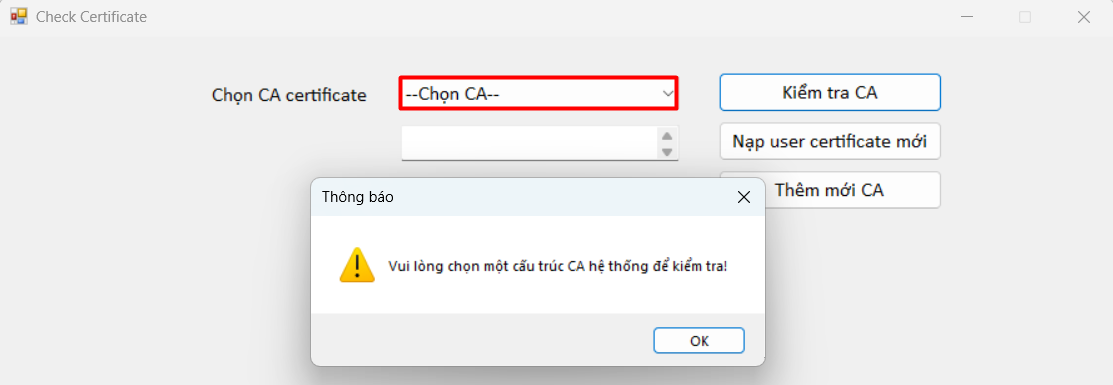 Check Certificate
Chọn CA certificate
--Chọn CA--
Kiểm tra CA
Nạp user certificate mới
Thêm mới CA
Thông báo
Vui lòng chọn một cấu trúc CA hệ thống để kiểm tra!
OK